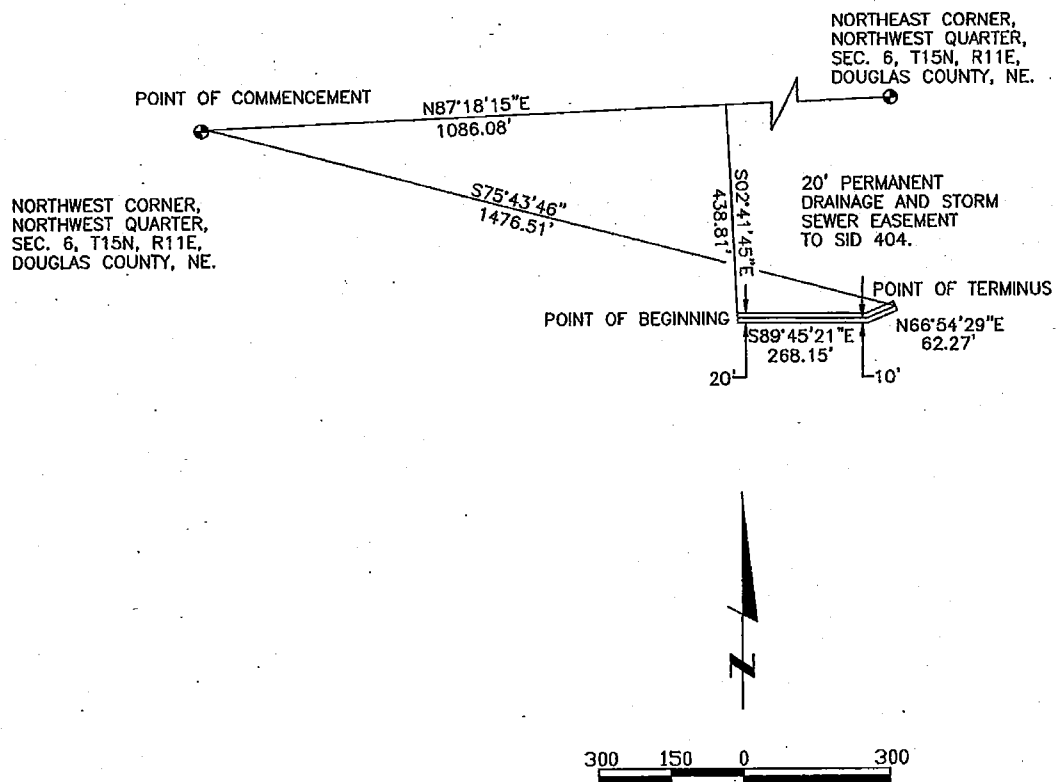 NORTHEAST CORNER,
NORTHWEST QUARTER,
SEC. 6, T15N, R11E,
DOUGLAS COUNTY, NE.
POINT OF COMMENCEMENT
N87°18'15"E
1086.08'
NORTHWEST CORNER,
NORTHWEST QUARTER,
SEC. 6, T15N, R11E,
DOUGLAS COUNTY, NE.
S75°43'46"
1476.51'
S02°41'45"E
438.81'
20' PERMANENT
DRAINAGE AND STORM
SEWER EASEMENT
TO SID 404.
POINT OF TERMINUS
POINT OF BEGINNING
N66°54'29"E
62.27'
S89°45'21"E
268.15'
20'
10'
N
300 150 0 300